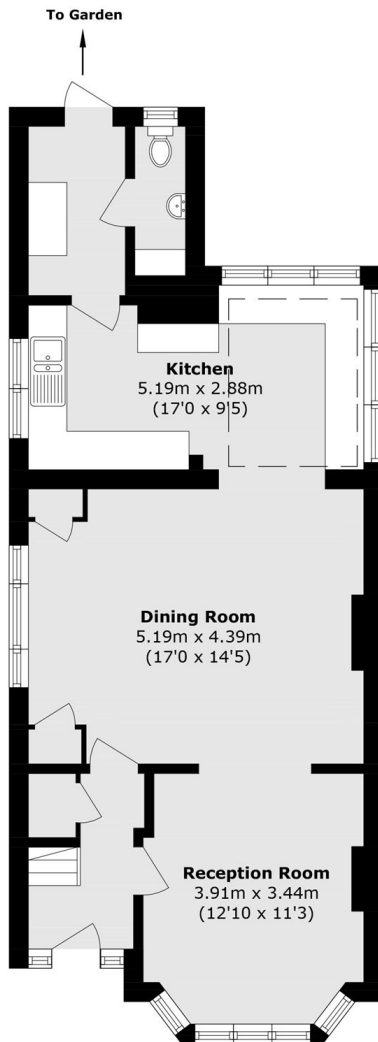 To Garden
Kitchen
5.19m x 2.88m
(17'0 x 9'5)
Dining Room
5.19m x 4.39m
(17'0 x 14'5)
Reception Room
3.91m x 3.44m
(12'10 x 11'3)